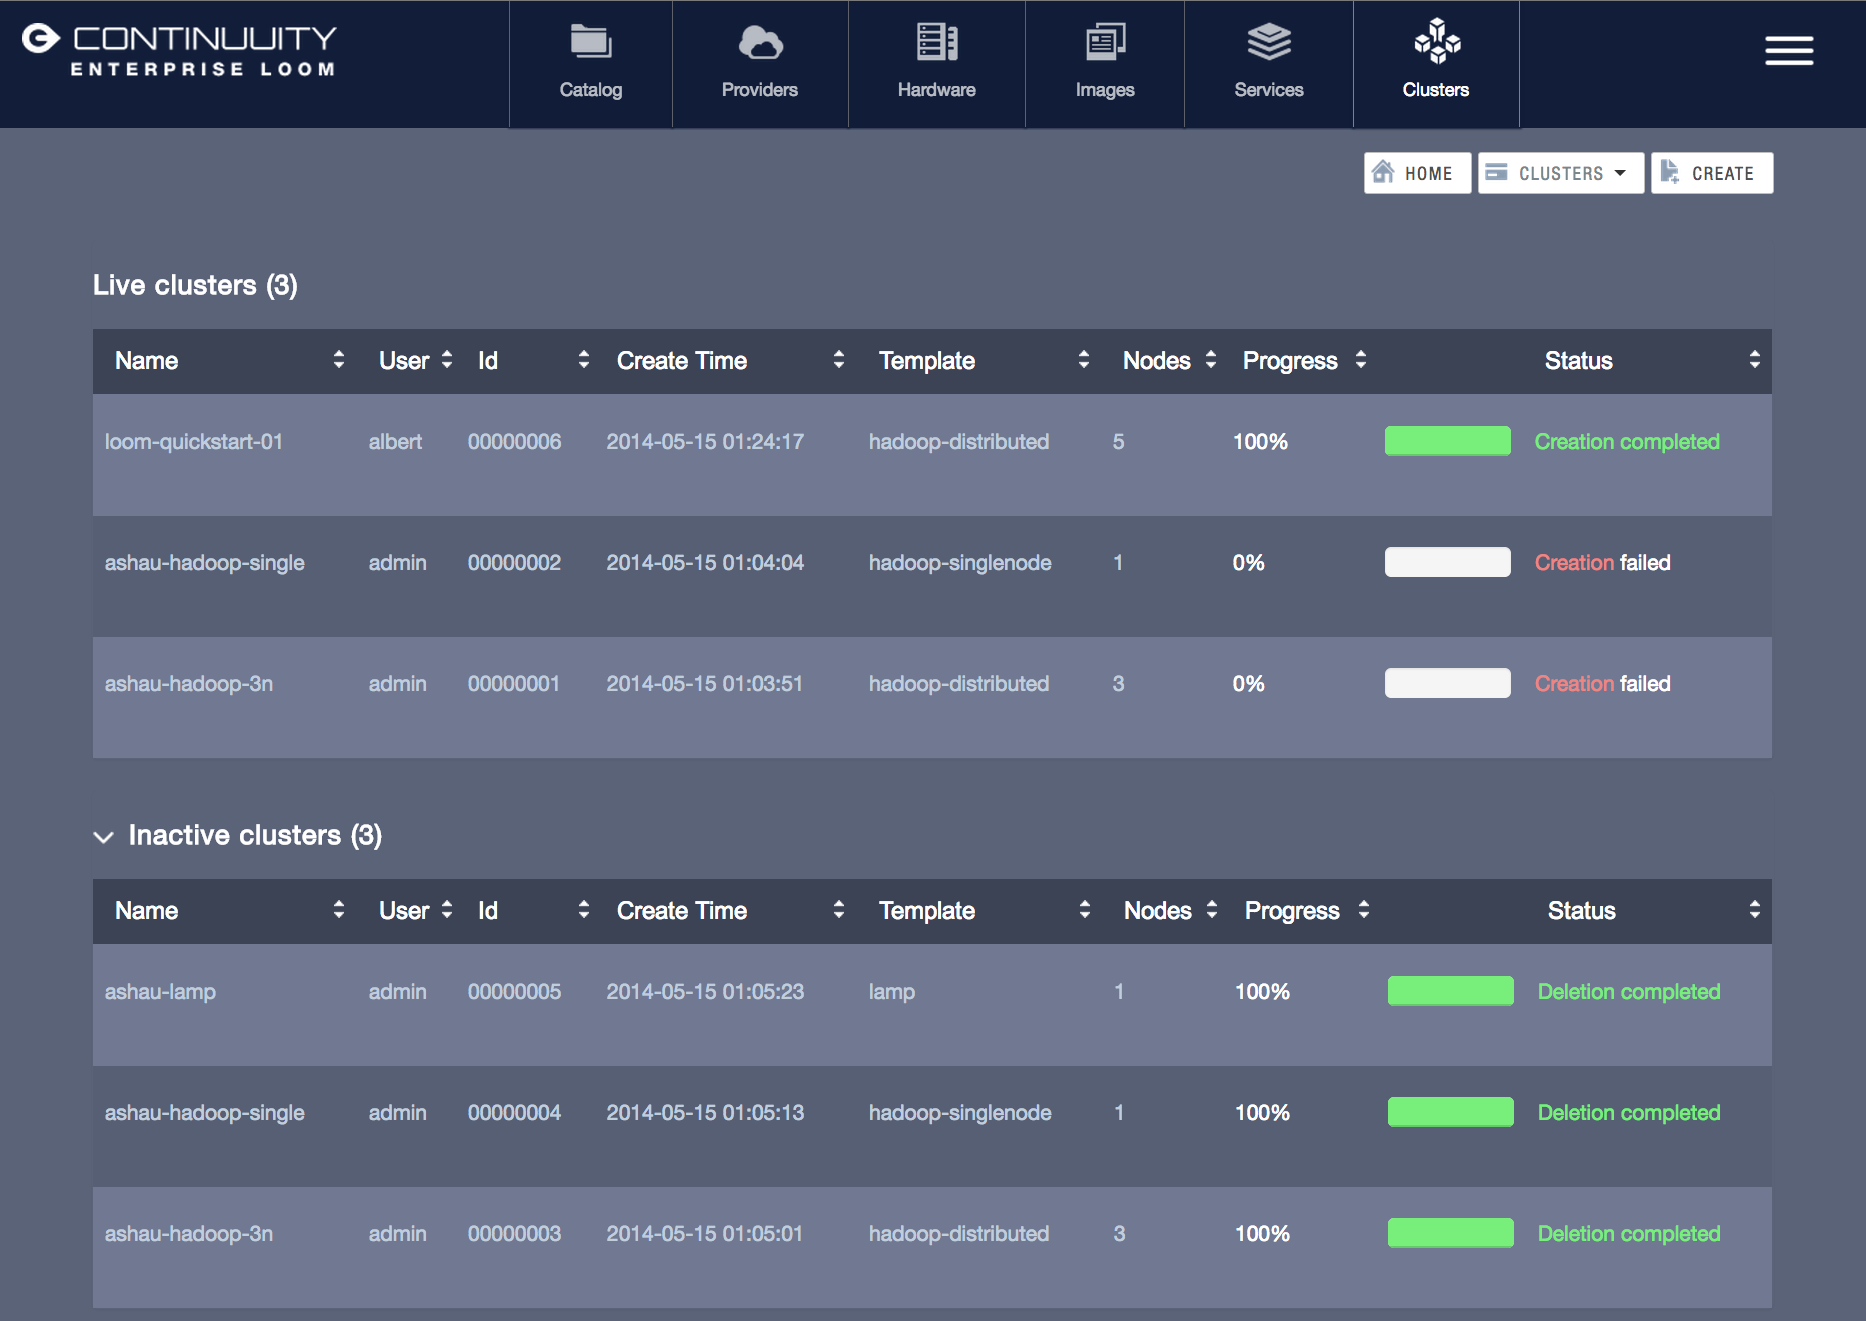 CONTINUUITY
ENTERPRISE LOOM
Catalog
Providers
Hardware
Images
Services
Clusters
HOME
CLUSTERS
CREATE
Live clusters (3)
Name User Id Create Time Template Nodes Progress Status
loom-quickstart-01 albert 00000006 2014-05-15 01:24:17 hadoop-distributed 5 100% Creation completed
ashau-hadoop-single admin 00000002 2014-05-15 01:04:04 hadoop-singlenode 1 0% Creation failed
ashau-hadoop-3n admin 00000001 2014-05-15 01:03:51 hadoop-distributed 3 0% Creation failed
Inactive clusters (3)
Name User Id Create Time Template Nodes Progress Status
ashau-lamp admin 00000005 2014-05-15 01:05:23 lamp 1 100% Deletion completed
ashau-hadoop-single admin 00000004 2014-05-15 01:05:13 hadoop-singlenode 1 100% Deletion completed
ashau-hadoop-3n admin 00000003 2014-05-15 01:05:01 hadoop-distributed 3 100% Deletion completed